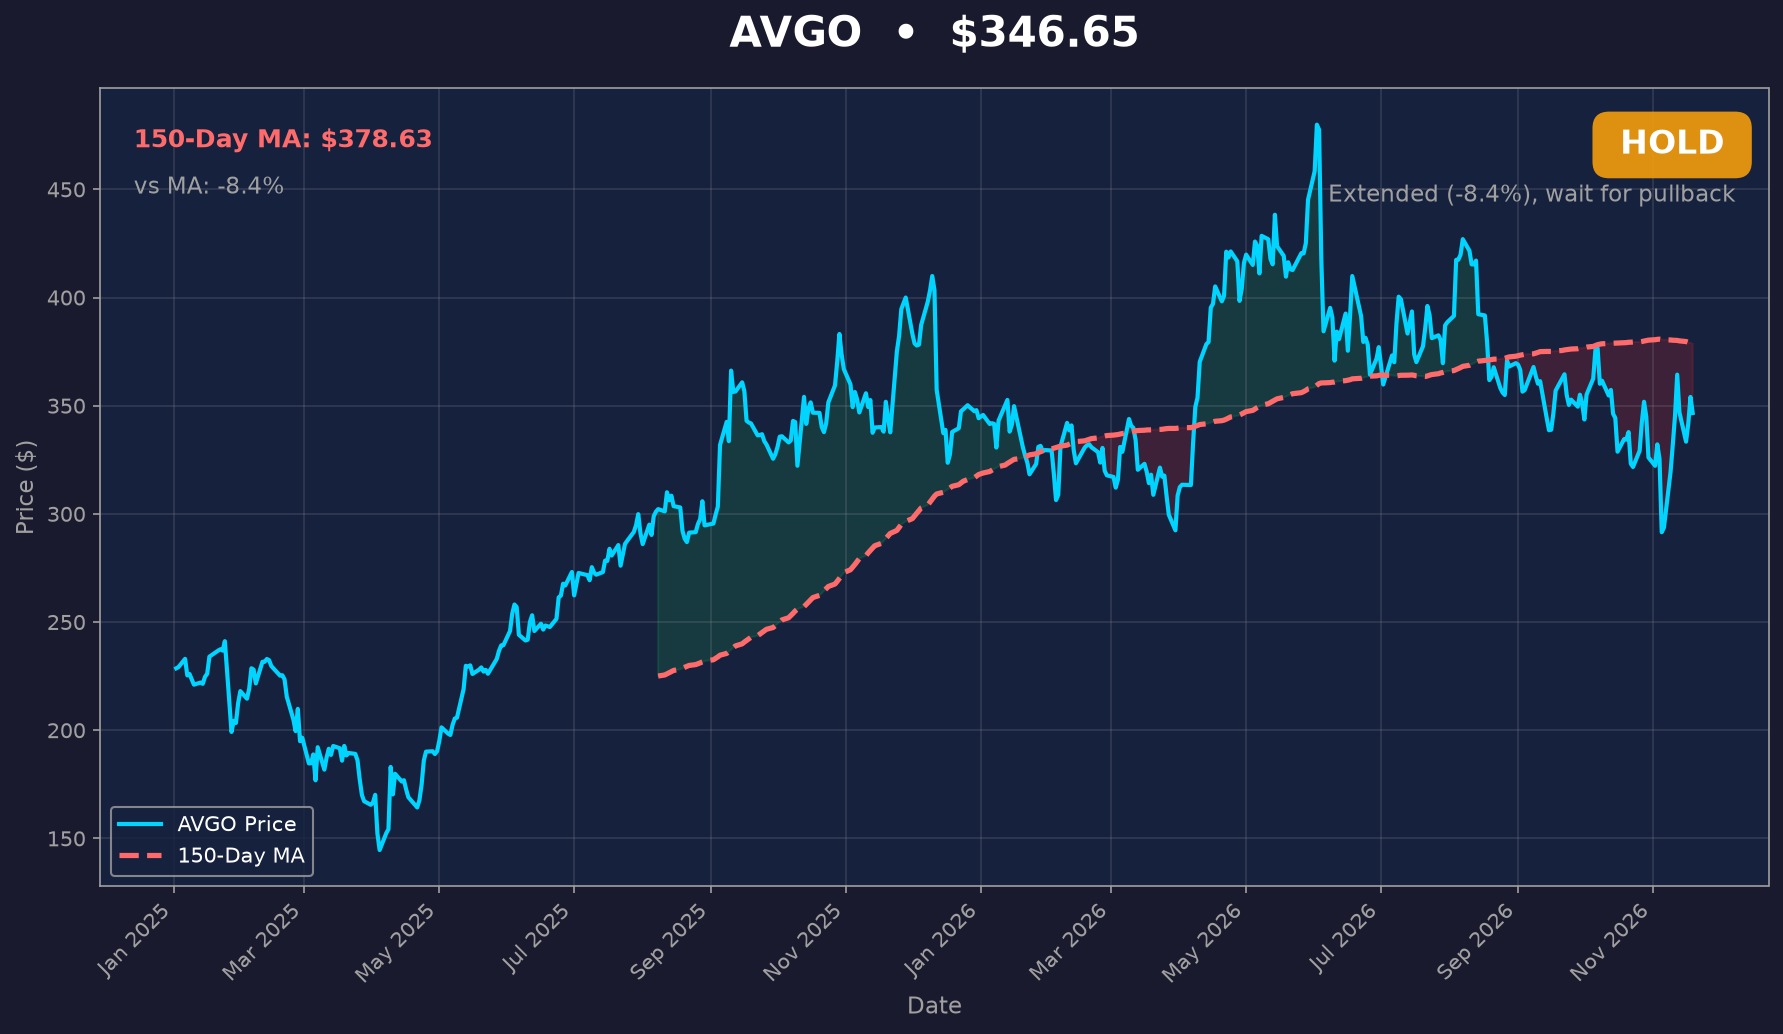 AVGO • $346.65
150-Day MA: $378.63
vs MA: -8.4%
HOLD
Extended (-8.4%), wait for pullback
Price ($)
450
400
350
300
250
200
150
AVGO Price
150-Day MA
Jan 2025
Mar 2025
May 2025
Jul 2025
Sep 2025
Nov 2025
Jan 2026
Mar 2026
May 2026
Jul 2026
Sep 2026
Nov 2026
Date